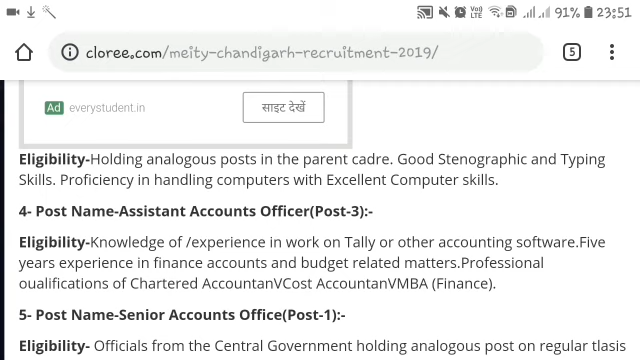 91% 23:51
cloree.com/meity-chandigarh-recruitment-2019/ 5
Ad everystudent.in साइट देखें
Eligibility-Holding analogous posts in the parent cadre. Good Stenographic and Typing
Skills. Proficiency in handling computers with Excellent Computer skills.
4- Post Name-Assistant Accounts Officer(Post-3):-
Eligibility-Knowledge of /experience in work on Tally or other accounting software.Five
years experience in finance accounts and budget related matters.Professional
oualifications of Chartered AccountanVCost AccountanVMBA (Finance).
5- Post Name-Senior Accounts Office(Post-1):-
Eligibility- Officials from the Central Government holding analogous post on regular tlasis